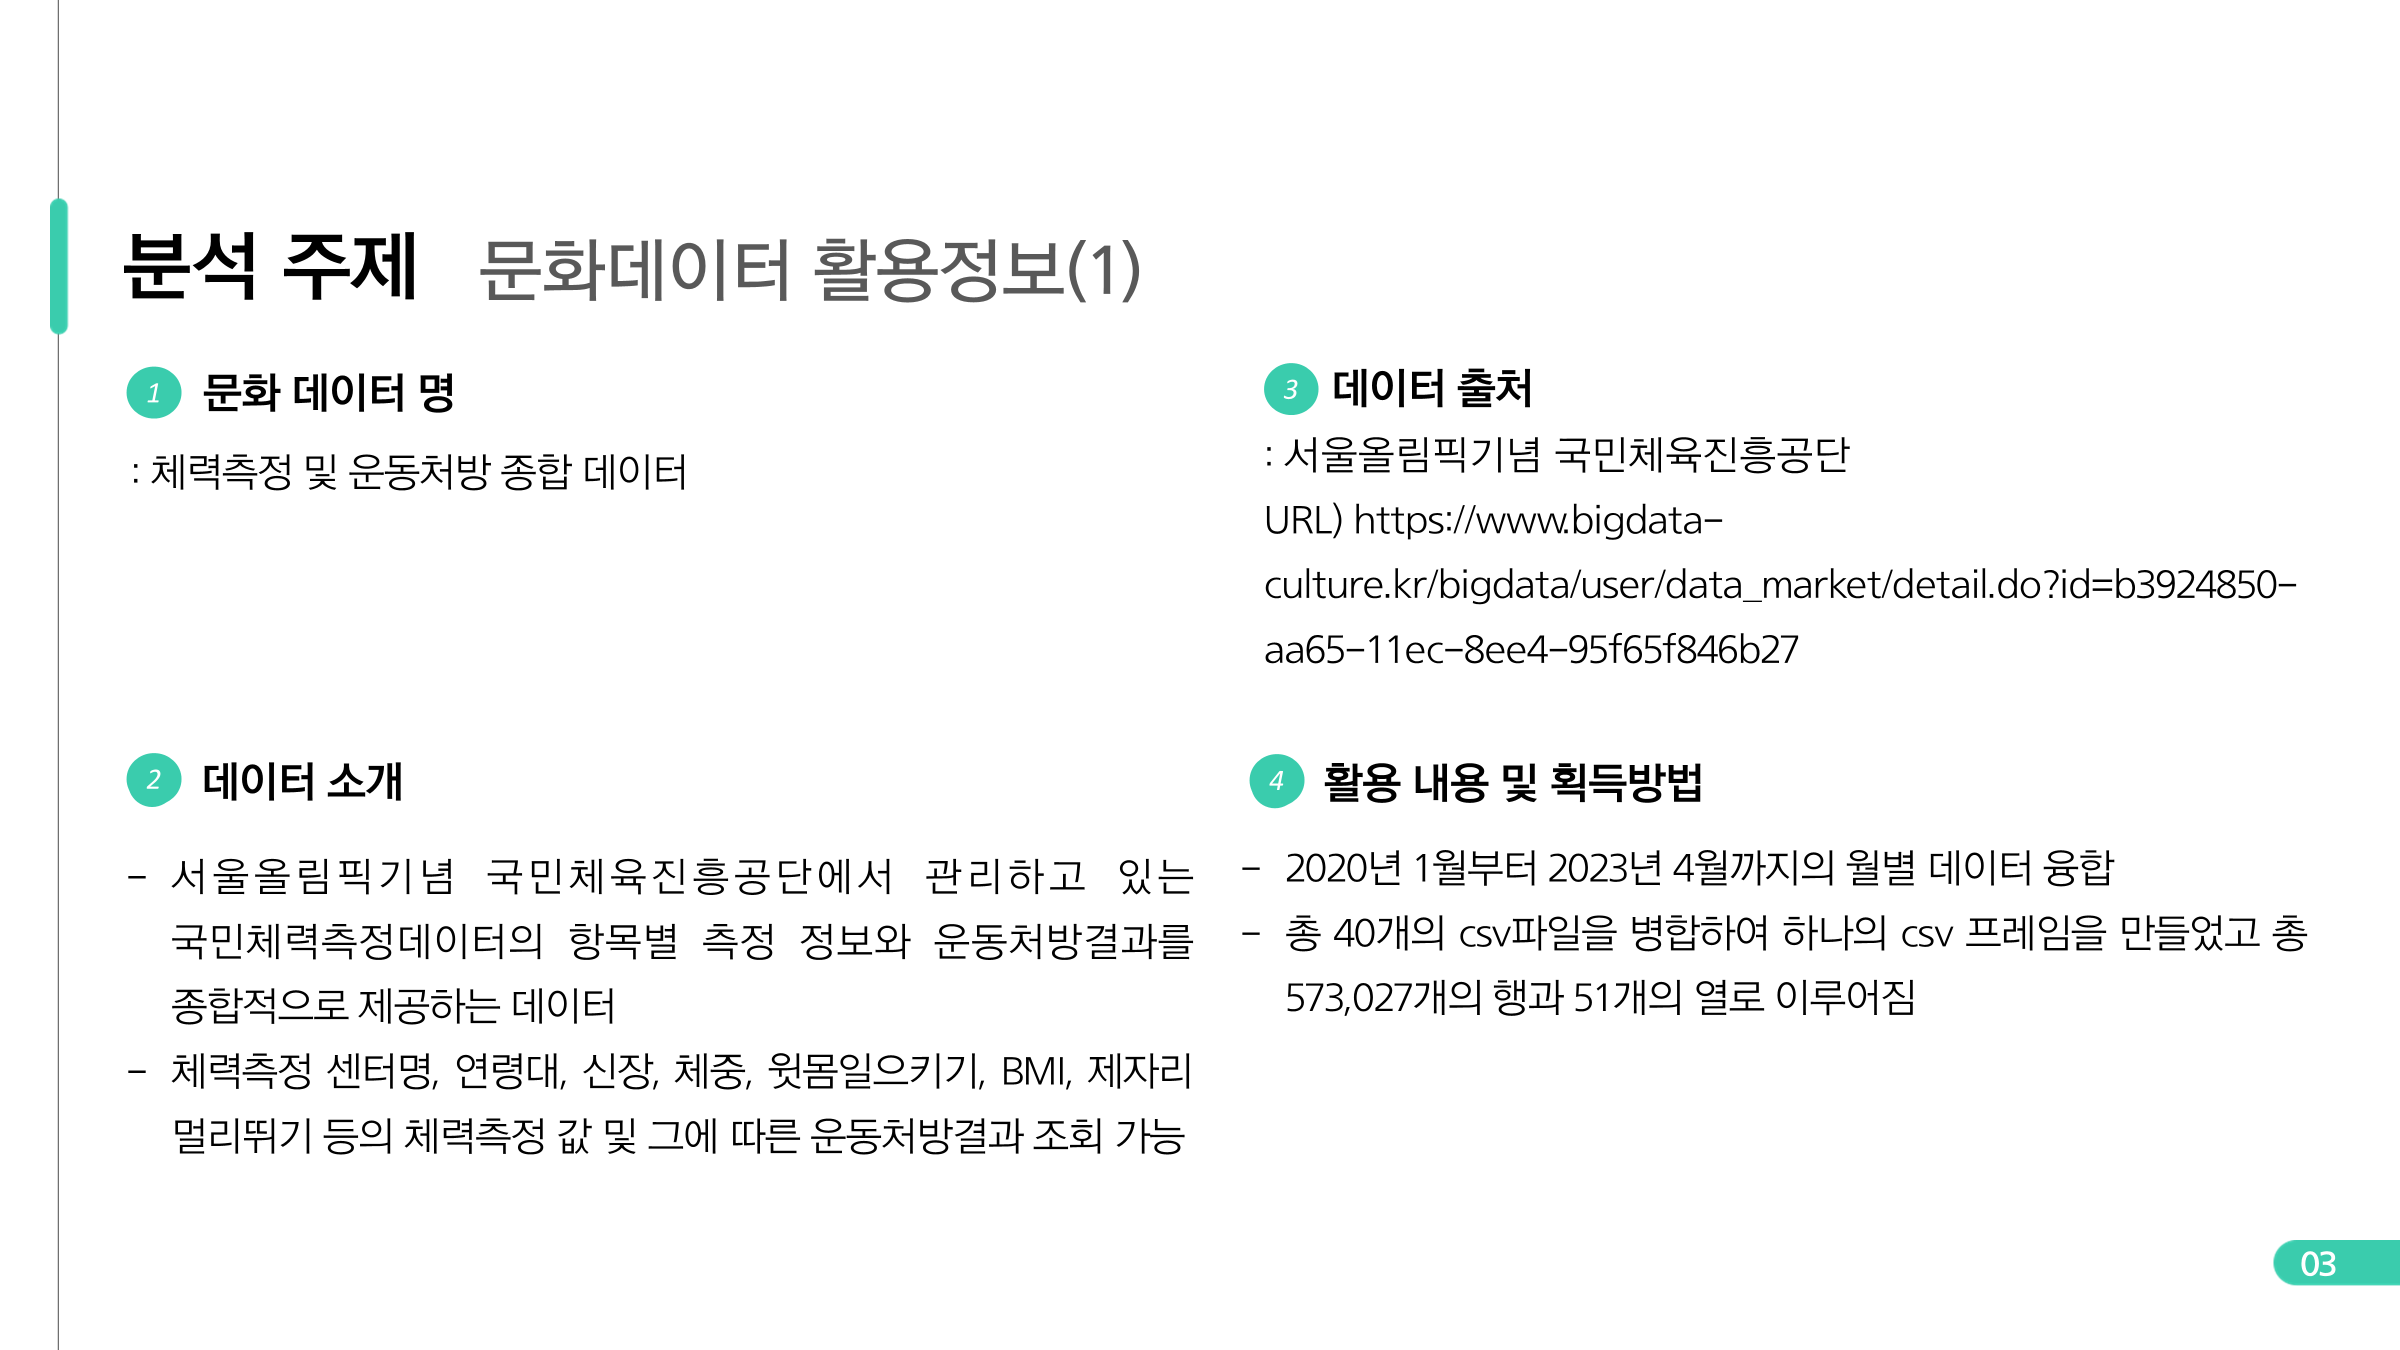 분석 주제 문화데이터 활용정보(1)
1 문화 데이터 명
: 체력측정 및 운동처방 종합 데이터
2 데이터 소개
- 서울올림픽기념 국민체육진흥공단에서 관리하고 있는
국민체력측정데이터의 항목별 측정 정보와 운동처방결과를
종합적으로 제공하는 데이터
- 체력측정 센터명, 연령대, 신장, 체중, 윗몸일으키기, BMI, 제자리
멀리뛰기 등의 체력측정 값 및 그에 따른 운동처방결과 조회 가능
3 데이터 출처
: 서울올림픽기념 국민체육진흥공단
URL) https://www.bigdata-
culture.kr/bigdata/user/data_market/detail.do?id=b3924850-
aa65-11ec-8ee4-95f65f846b27
4 활용 내용 및 획득방법
- 2020년 1월부터 2023년 4월까지의 월별 데이터 융합
- 총 40개의 csv파일을 병합하여 하나의 csv 프레임을 만들었고 총
573,027개의 행과 51개의 열로 이루어짐
03